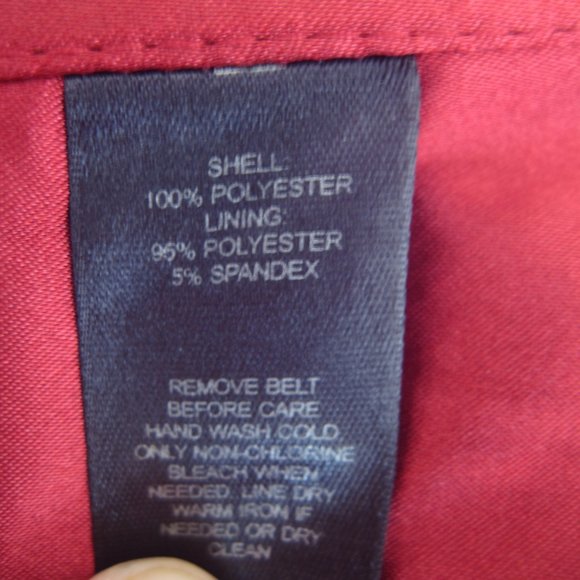 SHELL:
100% POLYESTER
LINING:
95% POLYESTER
5% SPANDEX
REMOVE BELT
BEFORE CARE
HAND WASH COLD
ONLY NON-CHLORINE
BLEACH WHEN
NEEDED. LINE DRY
WARM IRON IF
NEEDED OR DRY
CLEAN